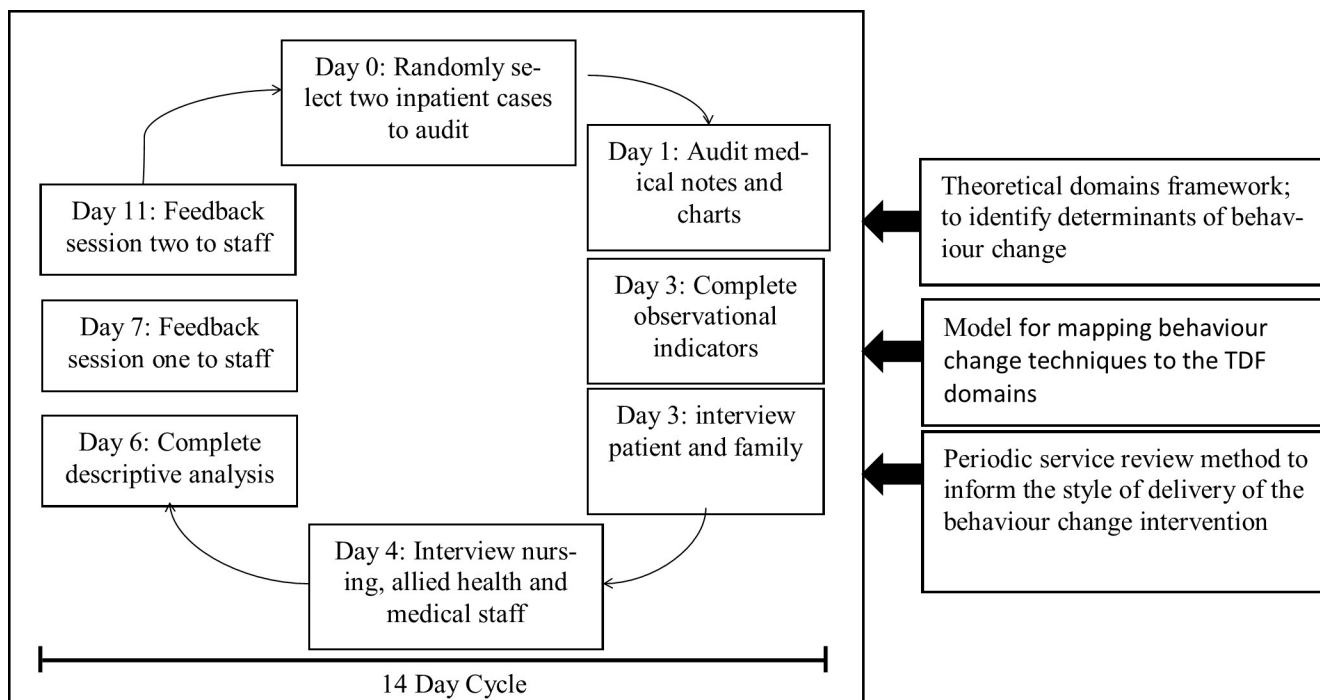 Day 0: Randomly se-
lect two inpatient cases
to audit
Day 1: Audit med-
ical notes and
charts
Day 3: Complete
observational
indicators
Day 3: interview
patient and family
Day 4: Interview nurs-
ing, allied health and
medical staff
Day 6: Complete
descriptive analysis
Day 7: Feedback
session one to staff
Day 11: Feedback
session two to staff
14 Day Cycle
Theoretical domains framework;
to identify determinants of behav-
iour change
Model for mapping behaviour
change techniques to the TDF
domains
Periodic service review method to
inform the style of delivery of the
behaviour change intervention